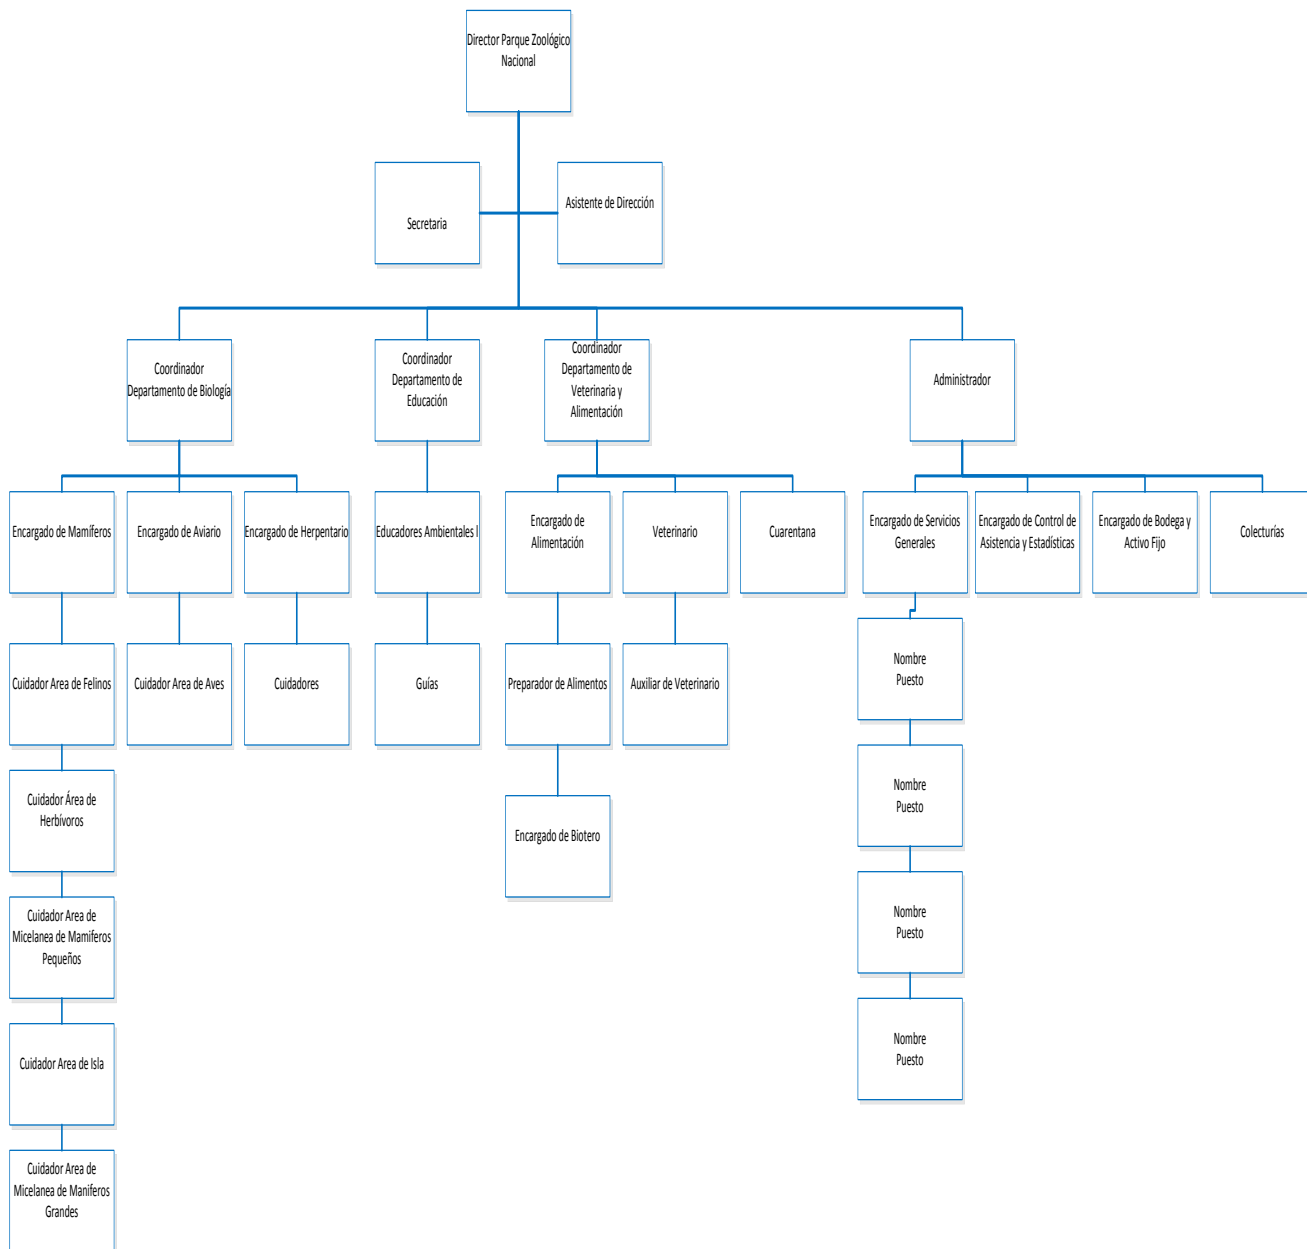 Director Parque Zoológico
Nacional
Secretaria
Asistente de Dirección
Coordinador
Departamento de Biología
Coordinador
Departamento de
Educación
Coordinador
Departamento de
Veterinaria y
Alimentación
Administrador
Encargado de Mamíferos
Encargado de Aviario
Encargado de Herpentario
Educadores Ambientales l
Encargado de
Alimentación
Veterinario
Cuarentana
Encargado de Servicios
Generales
Encargado de Control de
Asistencia y Estadísticas
Encargado de Bodega y
Activo Fijo
Colecturías
Cuidador Area de Felinos
Cuidador Area de Aves
Cuidadores
Guías
Preparador de Alimentos
Auxiliar de Veterinario
Nombre
Puesto
Cuidador Área de
Herbívoros
Encargado de Biotero
Nombre
Puesto
Cuidador Area de
Micelanea de Mamiferos
Pequeños
Nombre
Puesto
Cuidador Area de Isla
Nombre
Puesto
Cuidador Area de
Micelanea de Maniferos
Grandes